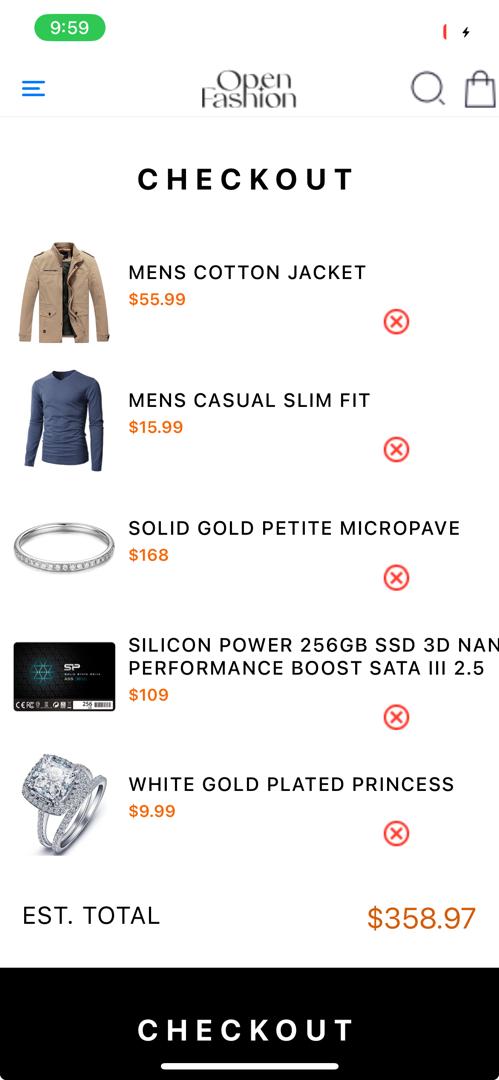 9:59
Open
Fashion
CHECKOUT
MENS COTTON JACKET
$55.99
MENS CASUAL SLIM FIT
$15.99
SOLID GOLD PETITE MICROPAVE
$168
SILICON POWER 256GB SSD 3D NAN
PERFORMANCE BOOST SATA III 2.5
$109
SP
256
WHITE GOLD PLATED PRINCESS
$9.99
EST. TOTAL
$358.97
CHECKOUT